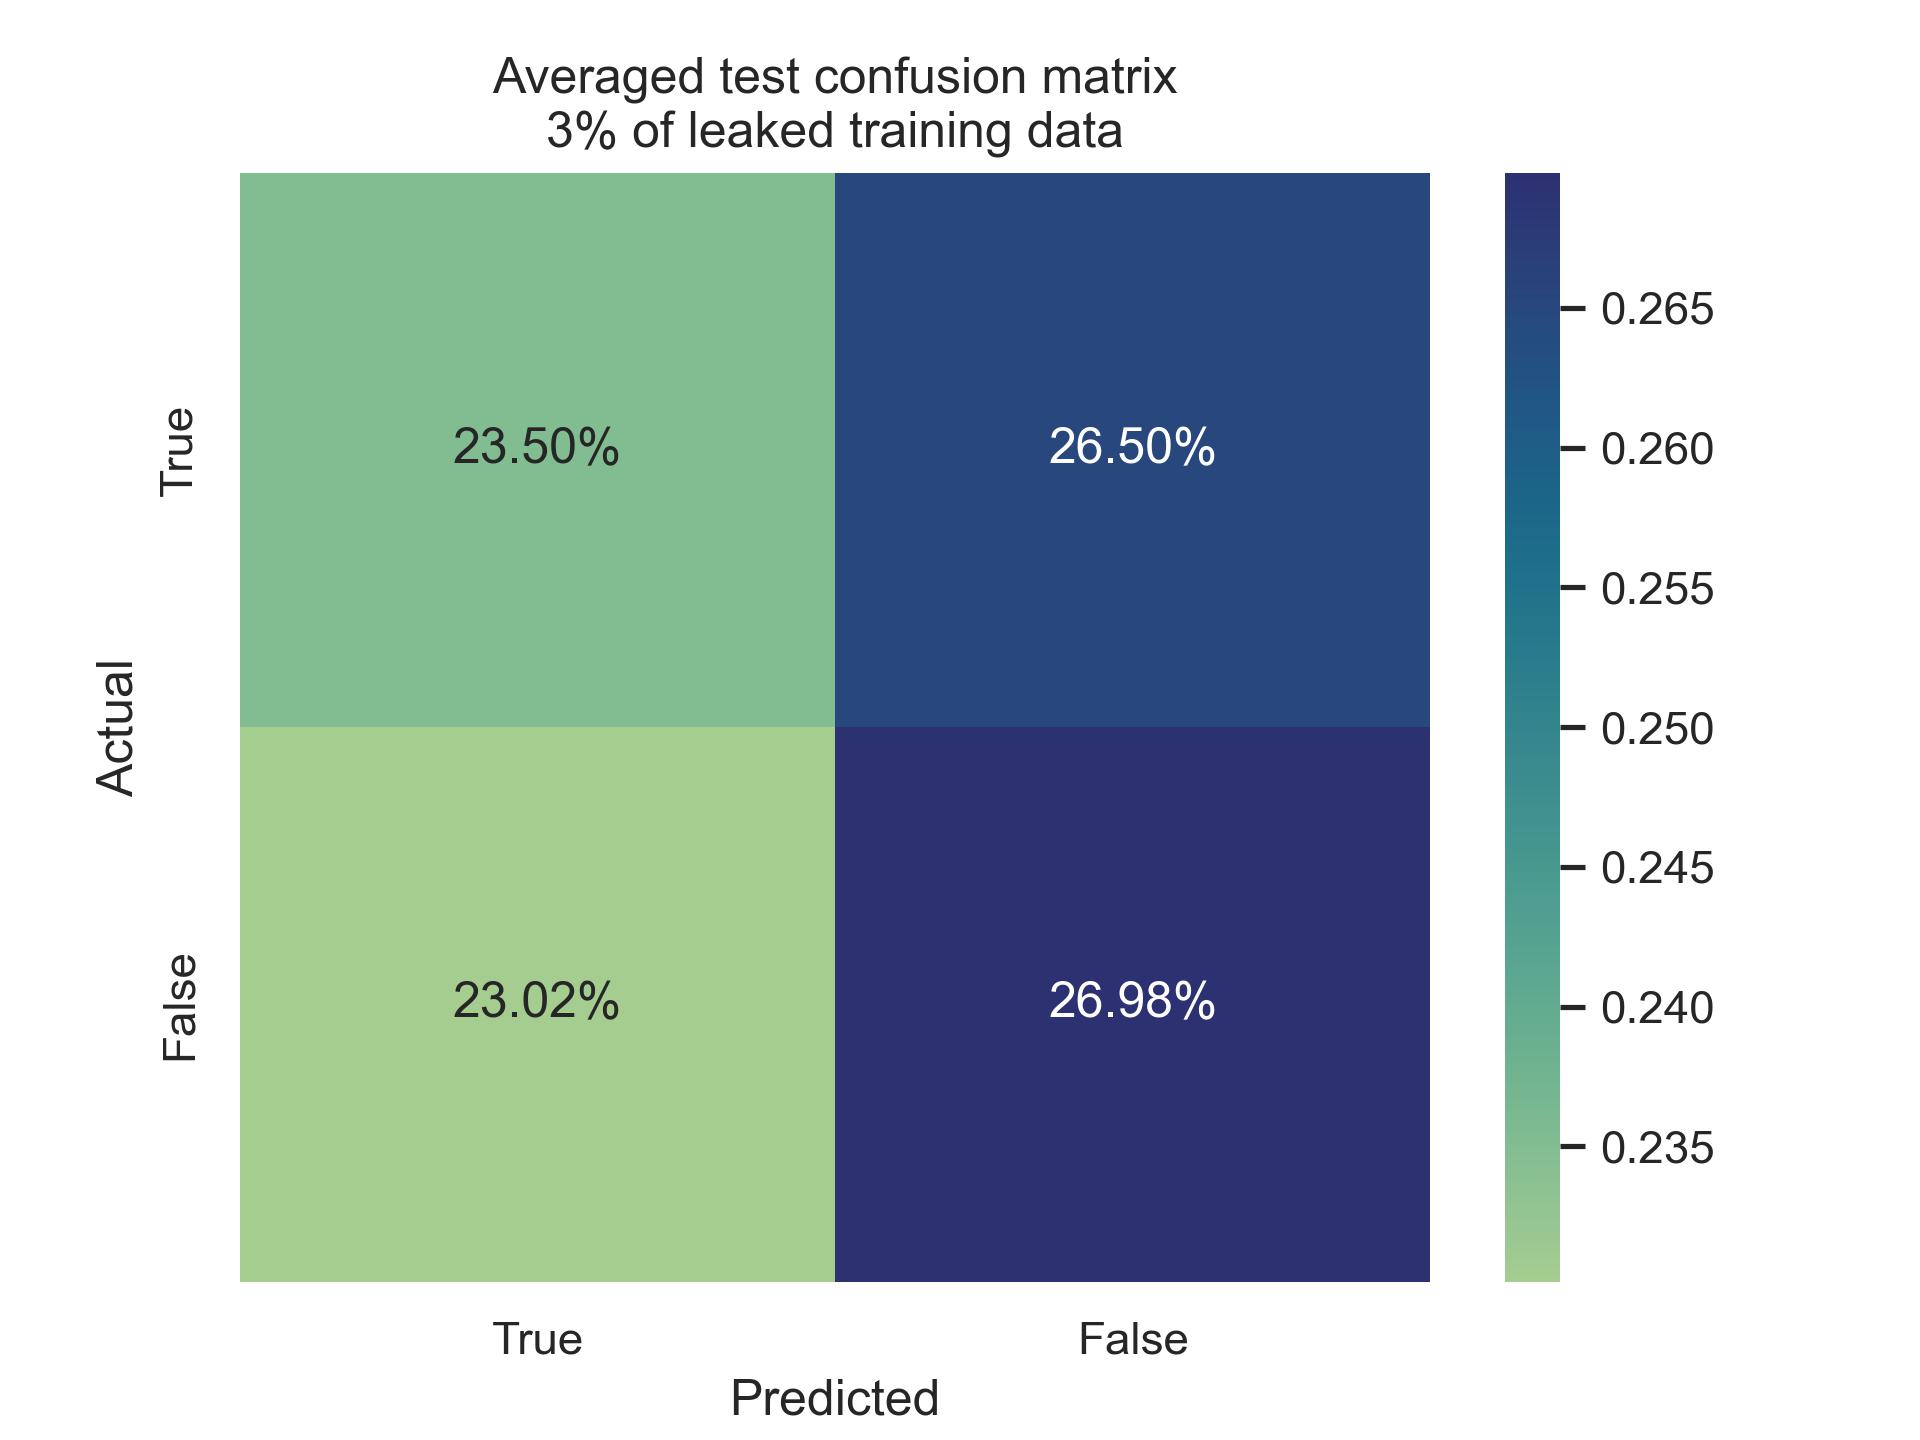 Averaged test confusion matrix
3% of leaked training data
True
23.50%
26.50%
Actual
False
23.02%
26.98%
True
False
Predicted
0.265
0.260
0.255
0.250
0.245
0.240
0.235